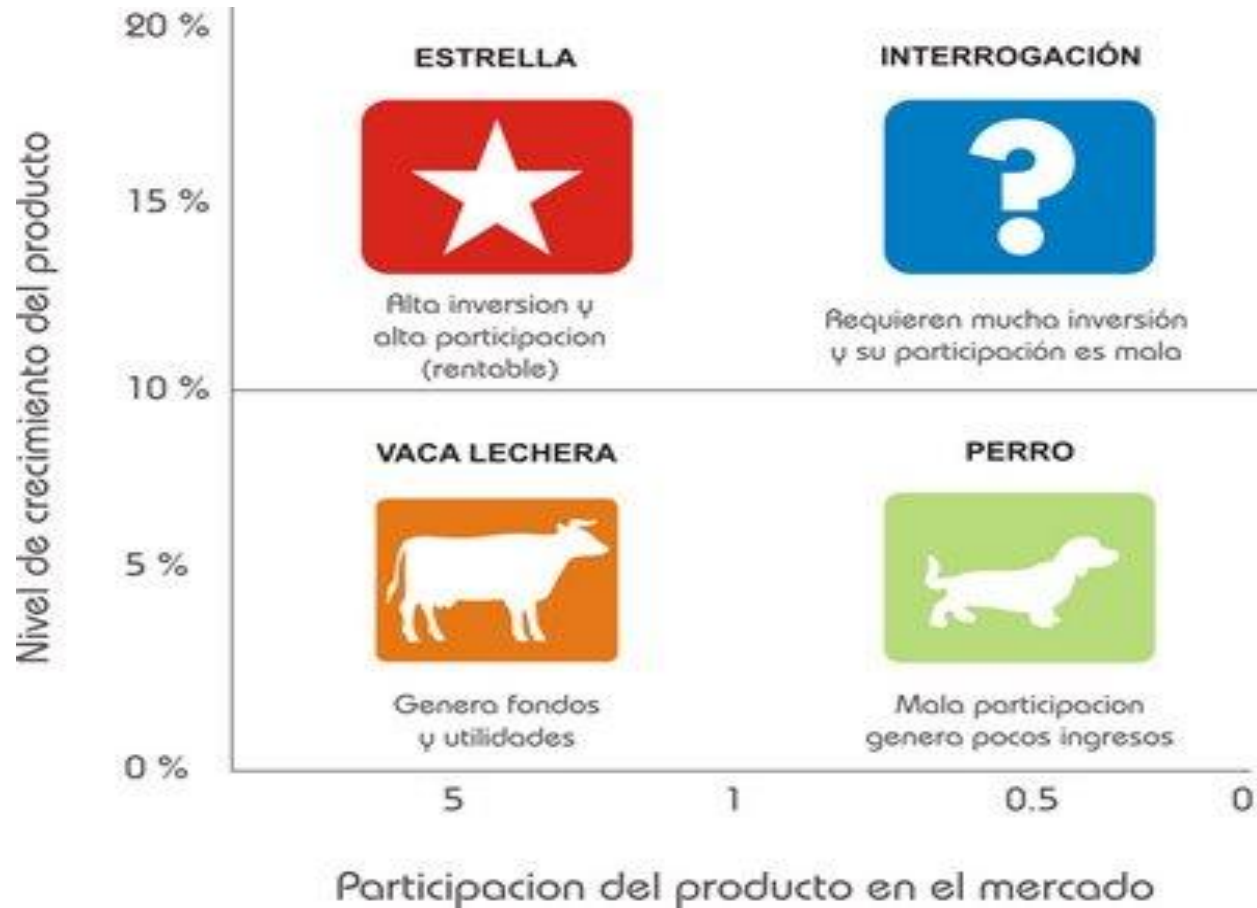 20 %
ESTRELLA
INTERROGACIÓN
15 %
Alta inversion y
alta participacion
(rentable)
Requieren mucha inversión
y su participación es mala
10 %
VACA LECHERA
PERRO
5 %
Genera fondos
y utilidades
Mala participacion
genera pocos ingresos
0 %
5 1 0.5 0
Nivel de crecimiento del producto
Participacion del producto en el mercado